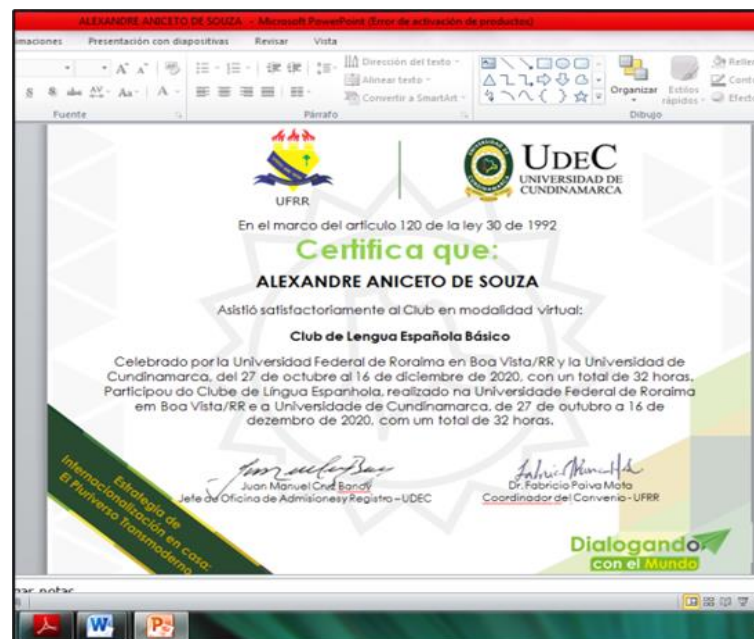 ALEXANDRE ANICETO DE SOUZA - Microsoft PowerPoint (Error de activación de productos)
imaciones Presentación con diapositivas Revisar Vista
Dirección del texto
Alinear texto
Convertir a SmartArt
Organizar
Estilos rápidos
Rellen
Conto
Efecto
Fuente Párrafo Dibujo
UFRR
UDEC
UNIVERSIDAD DE
CUNDINAMARCA
En el marco del artículo 120 de la ley 30 de 1992
Certifica que:
ALEXANDRE ANICETO DE SOUZA
Asistió satisfactoriamente al Club en modalidad virtual:
Club de Lengua Española Básico
Celebrado por la Universidad Federal de Roraima en Boa Vista/RR y la Universidad de
Cundinamarca, del 27 de octubre al 16 de diciembre de 2020, con un total de 32 horas.
Participou do Clube de Língua Espanhola, realizado na Universidade Federal de Roraima
em Boa Vista/RR e a Universidade de Cundinamarca, de 27 de outubro a 16 de
dezembro de 2020, com um total de 32 horas.
Juan Manuel Cruz Bandy
Jefe de Oficina de Admisiones y Registro – UDEC
Dr. Fabricio Paiva Mota
Coordinador del Convenio - UFRR
Estrategia de
Internacionalización en casa:
El Pluriverso Transmoderno
Dialogando
con el Mundo
gar notas